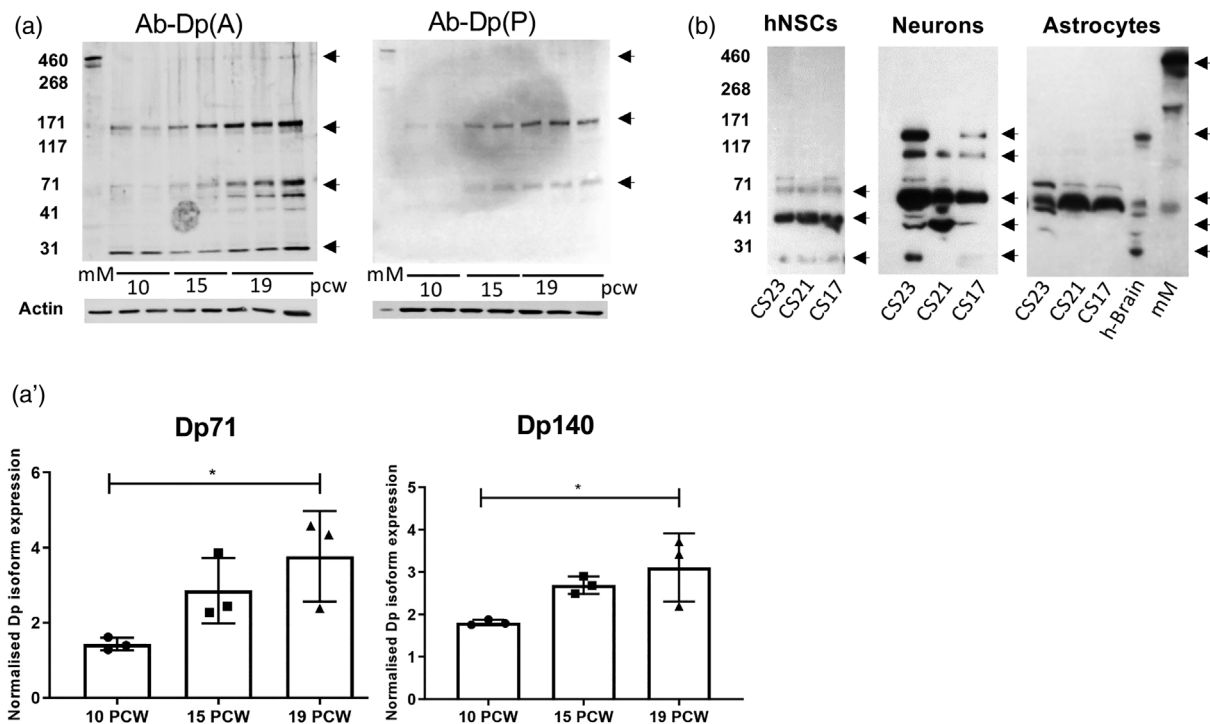 (a)
Ab-Dp(A)
Ab-Dp(P)
460
268
171
117
71
41
31
mM
10
15
19
mM
10
15
19
pcw
pcw
Actin
(b)
hNSCs
Neurons
Astrocytes
460
268
171
117
71
41
31
CS23
CS21
CS17
CS23
CS21
CS17
CS23
CS21
CS17
h-Brain
mM
(a')
Dp71
Normalised Dp isoform expression
6
4
2
0
*
10 PCW
15 PCW
19 PCW
Dp140
Normalised Dp isoform expression
5
4
3
2
1
0
*
10 PCW
15 PCW
19 PCW